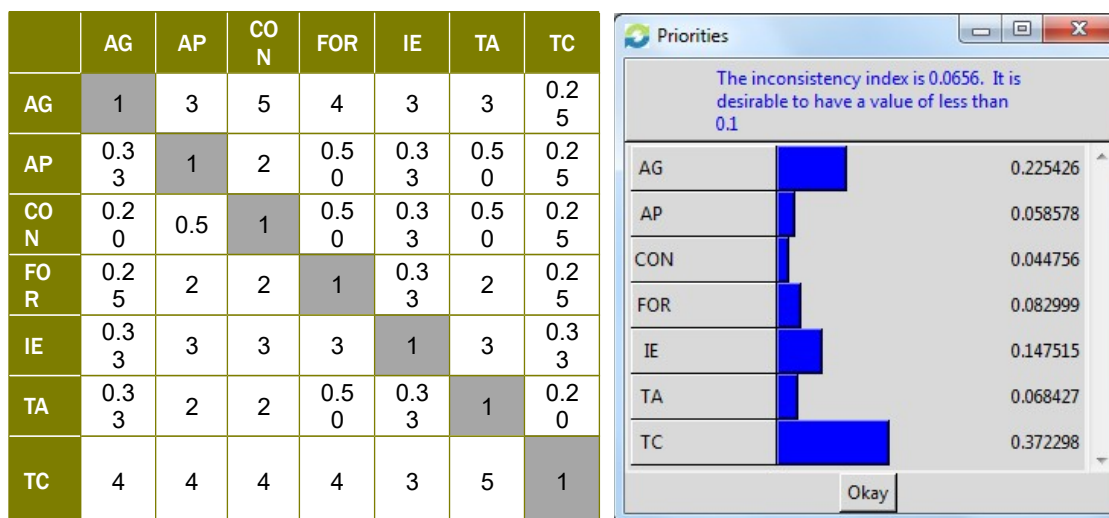 AG AP CO FOR IE TA TC
N
AG 1 3 5 4 3 3 0.2
5
AP 0.3 1 2 0.5 0.3 0.5 0.2
3 0 3 0 5
CO 0.2 0.5 1 0.5 0.3 0.5 0.2
N 0 0 3 0 5
FO 0.2 2 2 1 0.3 2 0.2
R 5 3 5
IE 0.3 3 3 3 1 3 0.3
3 3
TA 0.3 2 2 0.5 0.3 1 0.2
3 0 3 0
TC 4 4 4 4 3 5 1
Priorities
The inconsistency index is 0.0656. It is
desirable to have a value of less than
0.1
AG 0.225426
AP 0.058578
CON 0.044756
FOR 0.082999
IE 0.147515
TA 0.068427
TC 0.372298
Okay